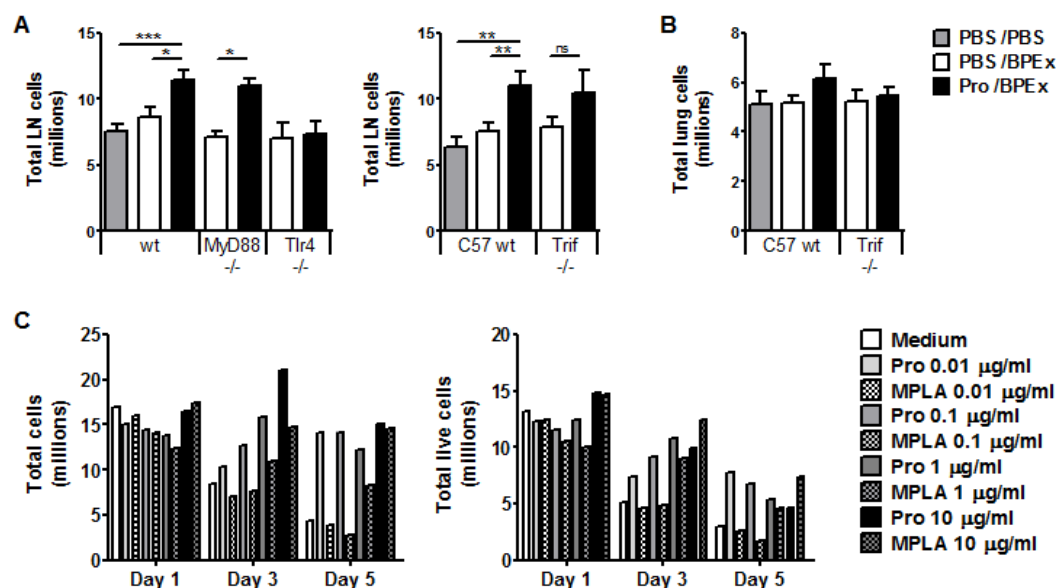 A
Total LN cells
(millions)
15
10
5
0
***
*
*
wt
MyD88
-/-
Tlr4
-/-
Total LN cells
(millions)
15
10
5
0
**
**
ns
C57 wt
Trif
-/-
B
Total lung cells
(millions)
8
6
4
2
0
C57 wt
Trif
-/-
PBS /PBS
PBS /BPEx
Pro /BPEx
C
Total cells
(millions)
25
20
15
10
5
0
Day 1 Day 3 Day 5
Total live cells
(millions)
20
15
10
5
0
Day 1 Day 3 Day 5
Medium
Pro 0.01 µg/ml
MPLA 0.01 µg/ml
Pro 0.1 µg/ml
MPLA 0.1 µg/ml
Pro 1 µg/ml
MPLA 1 µg/ml
Pro 10 µg/ml
MPLA 10 µg/ml